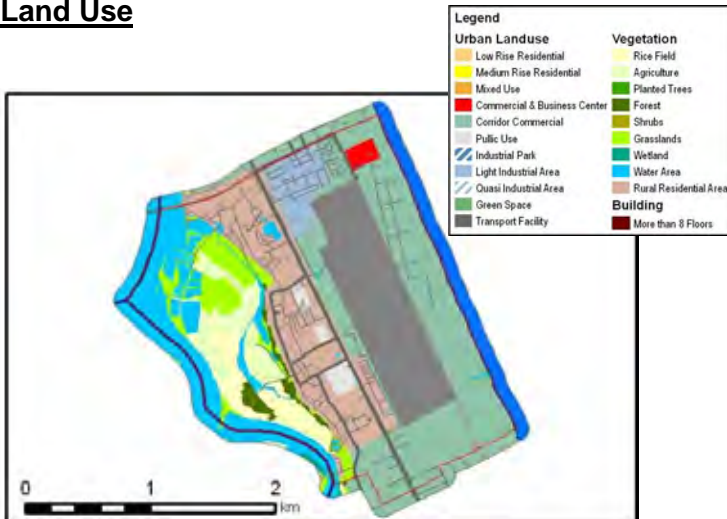 Land Use
Legend
Urban Landuse
Low Rise Residential
Medium Rise Residential
Mixed Use
Commercial & Business Center
Corridor Commercial
Pullic Use
Industrial Park
Light Industrial Area
Quasi Industrial Area
Green Space
Transport Facility
Vegetation
Rice Field
Agriculture
Planted Trees
Forest
Shrubs
Grasslands
Wetland
Water Area
Rural Residential Area
Building
More than 8 Floors
0 1 2
km